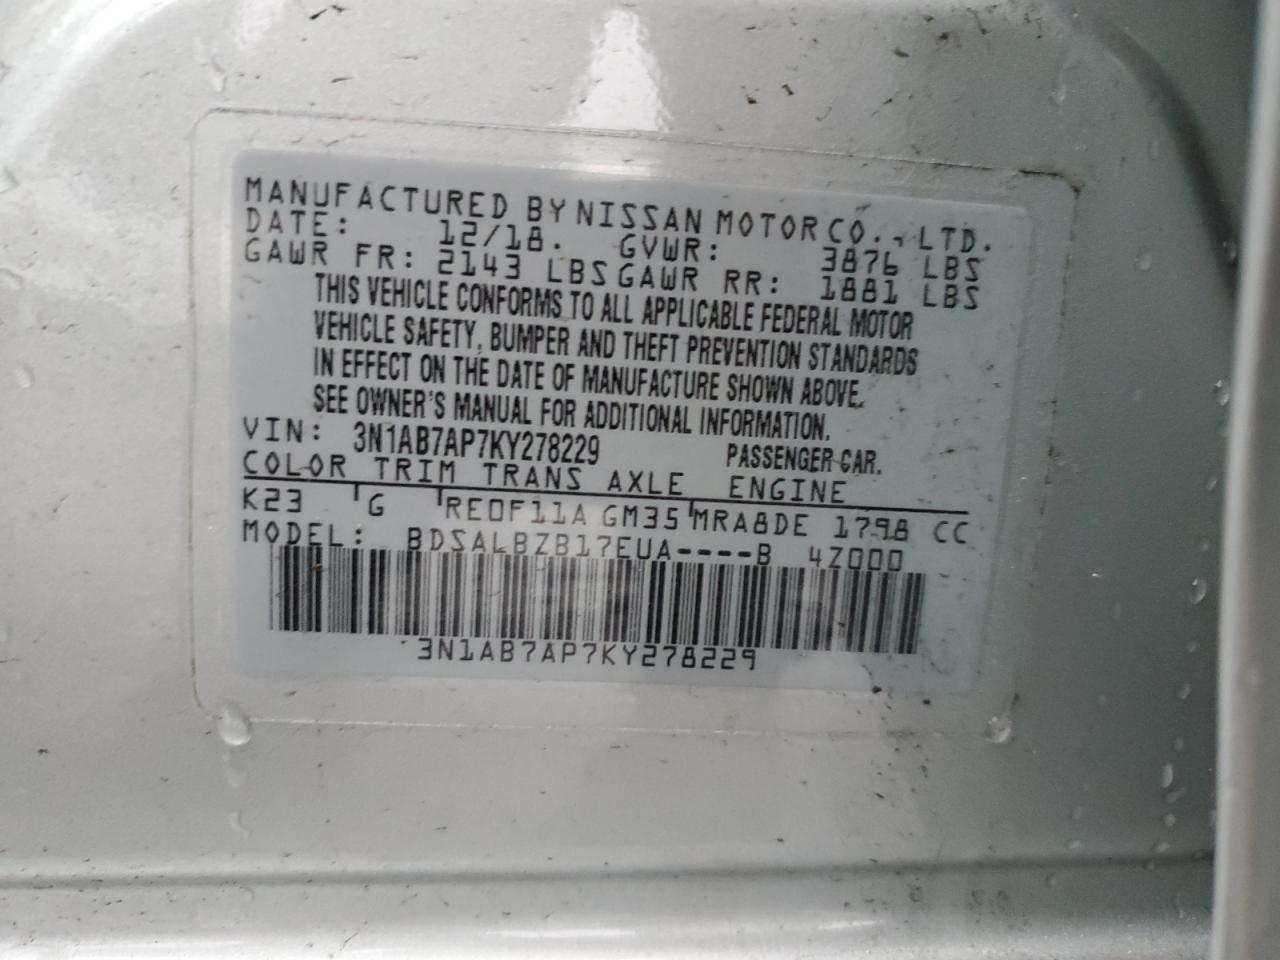 MANUFACTURED BY NISSAN MOTOR CO., LTD.
DATE: 12/18. GVWR: 3876 LBS
GAWR FR: 2143 LBS GAWR RR: 1881 LBS
THIS VEHICLE CONFORMS TO ALL APPLICABLE FEDERAL MOTOR
VEHICLE SAFETY, BUMPER AND THEFT PREVENTION STANDARDS
IN EFFECT ON THE DATE OF MANUFACTURE SHOWN ABOVE.
SEE OWNER'S MANUAL FOR ADDITIONAL INFORMATION.
VIN: 3N1AB7AP7KY278229 PASSENGER CAR.
COLOR TRIM TRANS AXLE ENGINE
K23 G RE0F11A GM35 MRA8DE 1798 CC
MODEL: BDSALBZB17EUA----B 4Z000
3N1AB7AP7KY278229